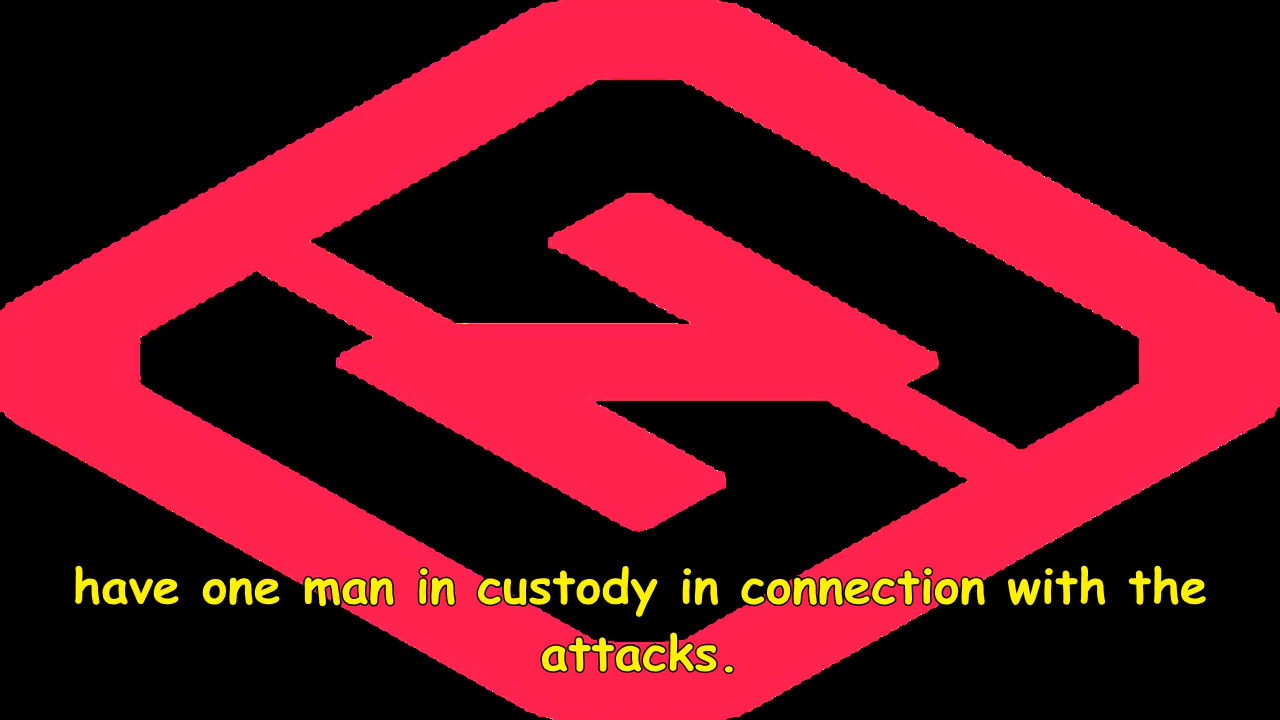 have one man in custody in connection with the
attacks.